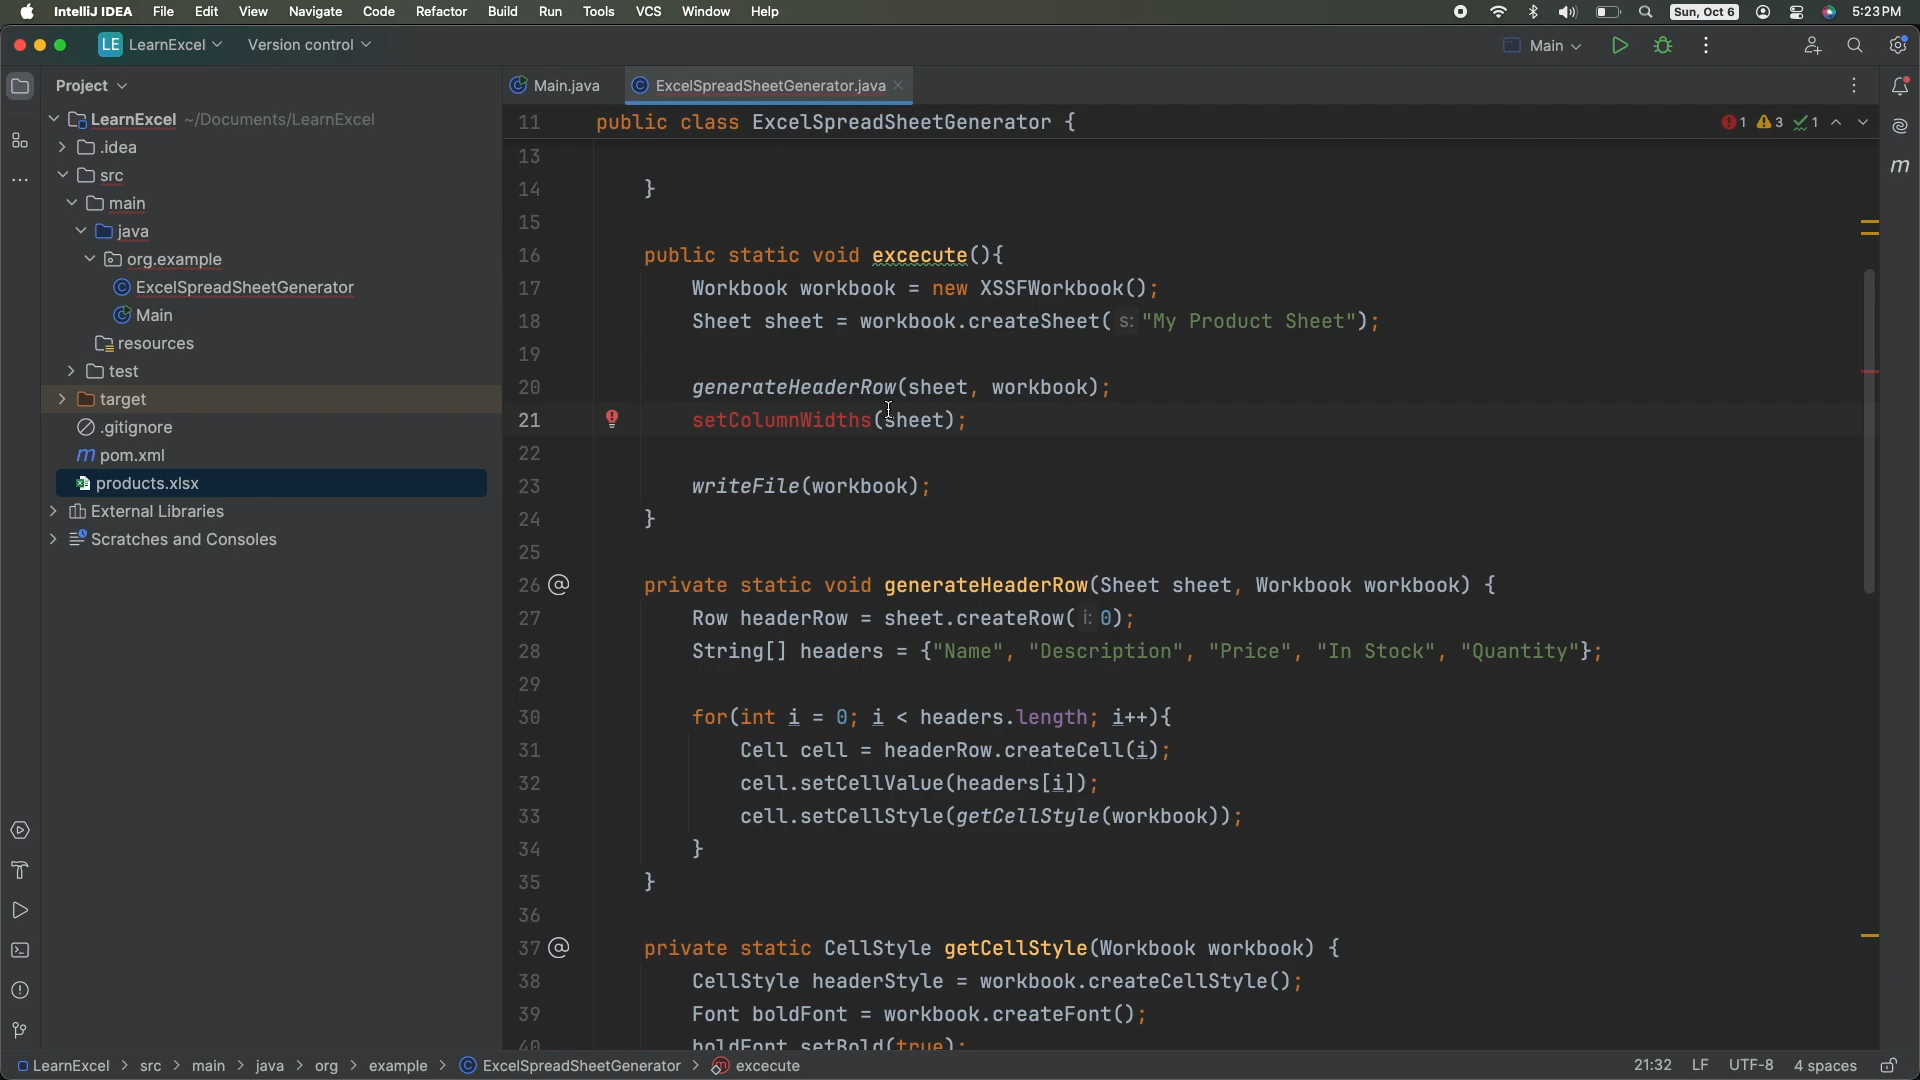 IntelliJ IDEA File Edit View Navigate Code Refactor Build Run Tools VCS Window Help Sun, Oct 6 5:23 PM
LE LearnExcel Version control Main
Project Main.java ExcelSpreadSheetGenerator.java
LearnExcel ~/Documents/LearnExcel
.idea
src
main
java
org.example
ExcelSpreadSheetGenerator
Main
resources
test
target
.gitignore
m pom.xml
products.xlsx
External Libraries
Scratches and Consoles
11 public class ExcelSpreadSheetGenerator { 1 3 1
13
14 }
15
16 public static void excecute(){
17 Workbook workbook = new XSSFWorkbook();
18 Sheet sheet = workbook.createSheet( s: "My Product Sheet");
19
20 generateHeaderRow(sheet, workbook);
21 setColumnWidths(sheet);
22
23 writeFile(workbook);
24 }
25
26 @ private static void generateHeaderRow(Sheet sheet, Workbook workbook) {
27 Row headerRow = sheet.createRow( i: 0);
28 String[] headers = {"Name", "Description", "Price", "In Stock", "Quantity"};
29
30 for(int i = 0; i < headers.length; i++){
31 Cell cell = headerRow.createCell(i);
32 cell.setCellValue(headers[i]);
33 cell.setCellStyle(getCellStyle(workbook));
34 }
35 }
36
37 @ private static CellStyle getCellStyle(Workbook workbook) {
38 CellStyle headerStyle = workbook.createCellStyle();
39 Font boldFont = workbook.createFont();
40 boldFont.setBold(true);
m
LearnExcel > src > main > java > org > example > ExcelSpreadSheetGenerator > m excecute 21:32 LF UTF-8 4 spaces